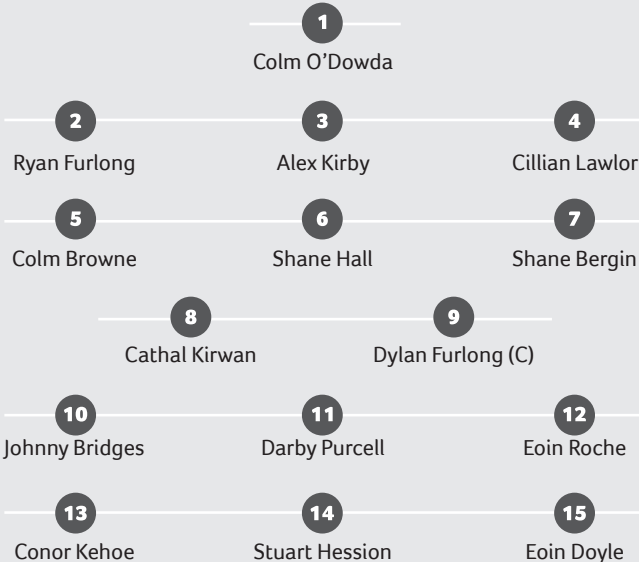 1
Colm O’Dowda
2 3 4
Ryan Furlong Alex Kirby Cillian Lawlor
5 6 7
Colm Browne Shane Hall Shane Bergin
8 9
Cathal Kirwan Dylan Furlong (C)
10 11 12
Johnny Bridges Darby Purcell Eoin Roche
13 14 15
Conor Kehoe Stuart Hession Eoin Doyle